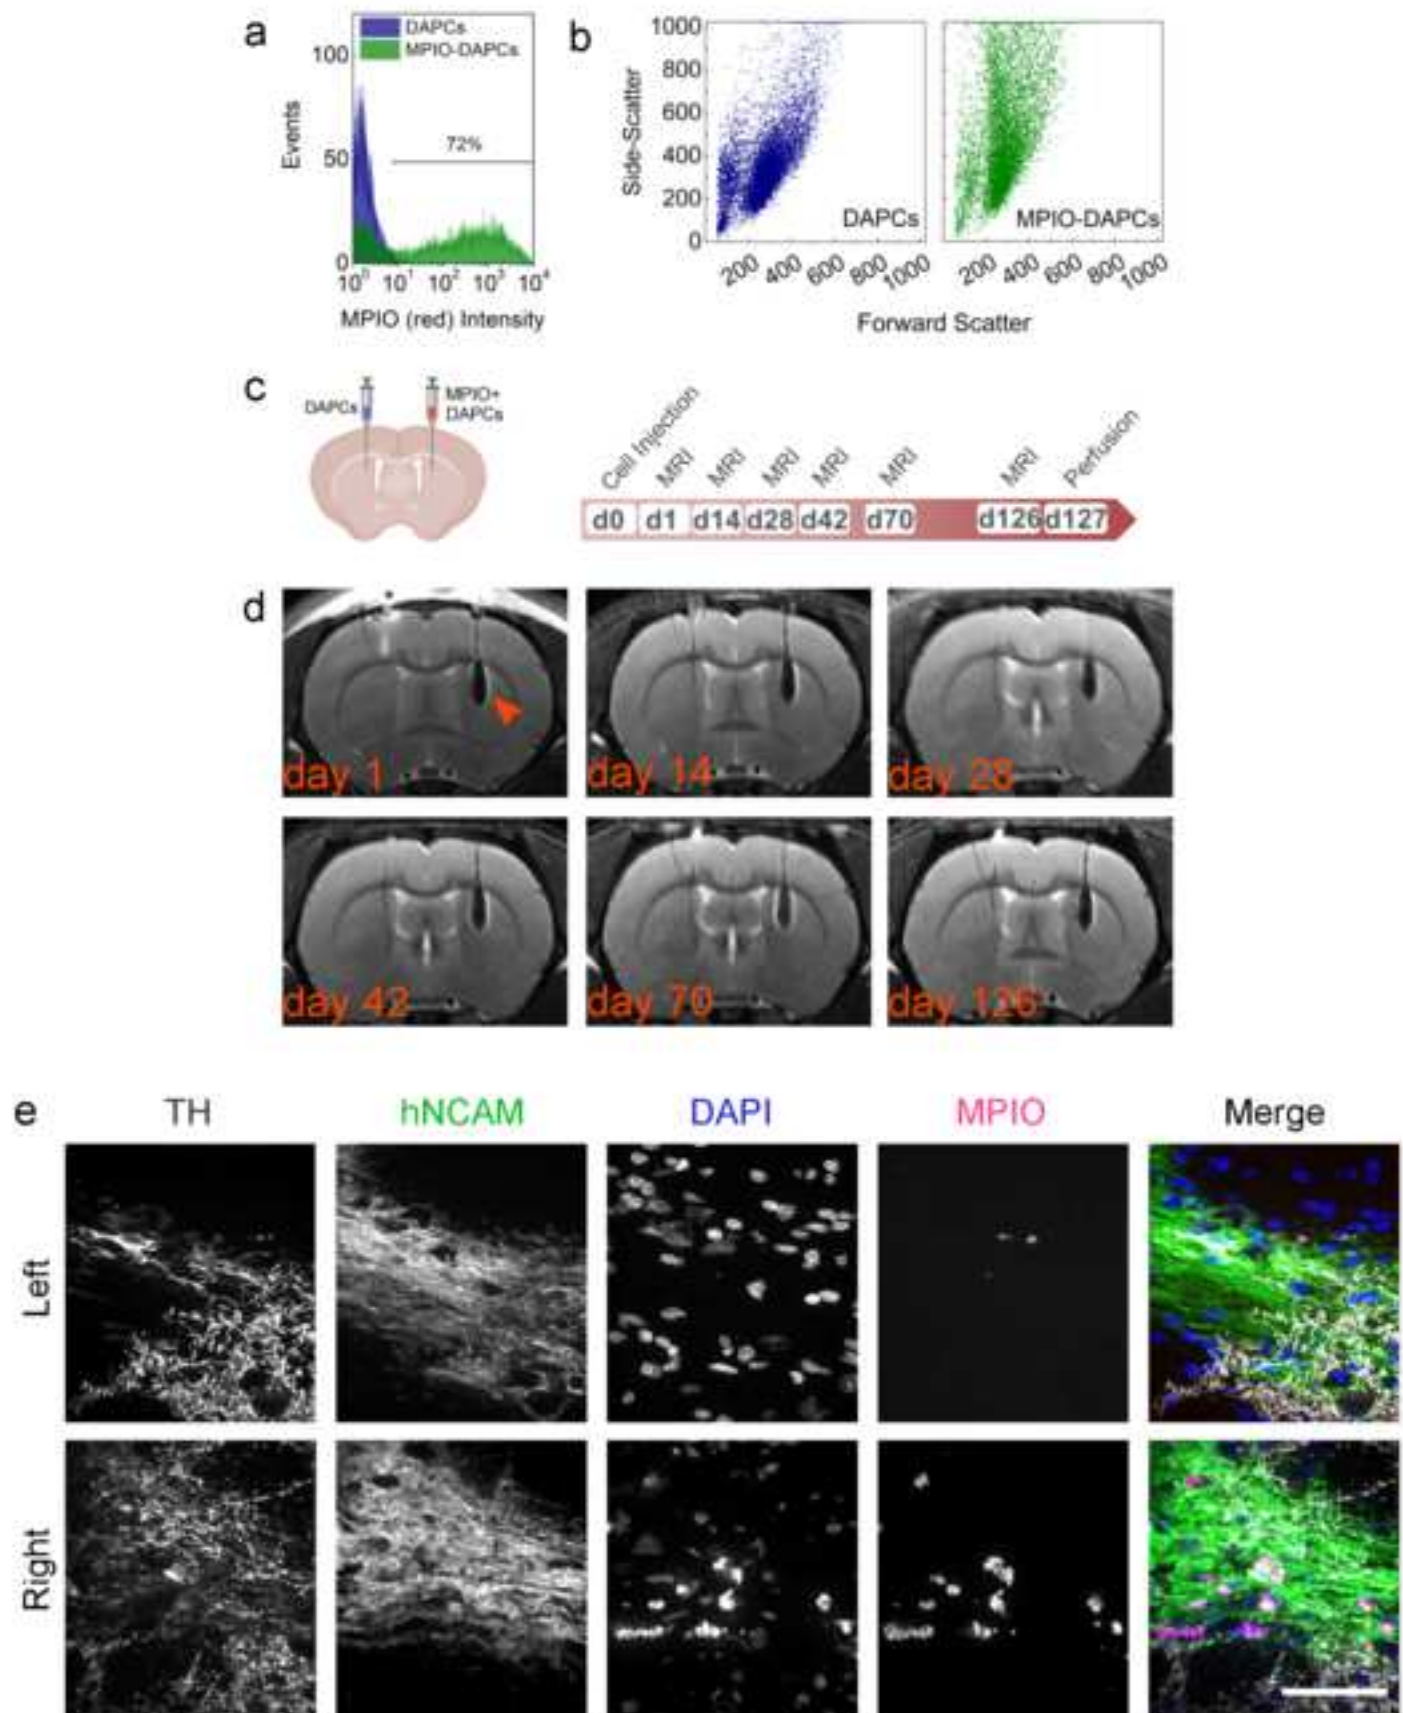 a
DAPCs
MPIO-DAPCs
100
50
0
Events
72%
10⁰ 10¹ 10² 10³ 10⁴
MPIO (red) Intensity
b
1000
800
600
400
200
0
Side-Scatter
DAPCs
MPIO-DAPCs
200 400 600 800 1000
200 400 600 800 1000
Forward Scatter
c
DAPCs
MPIO+
DAPCs
Cell Injection
MRI
MRI
MRI
MRI
MRI
MRI
Perfusion
d0 d1 d14 d28 d42 d70 d126 d127
d
*
day 1
day 14
day 28
day 42
day 70
day 126
e
TH hNCAM DAPI MPIO Merge
Left
Right